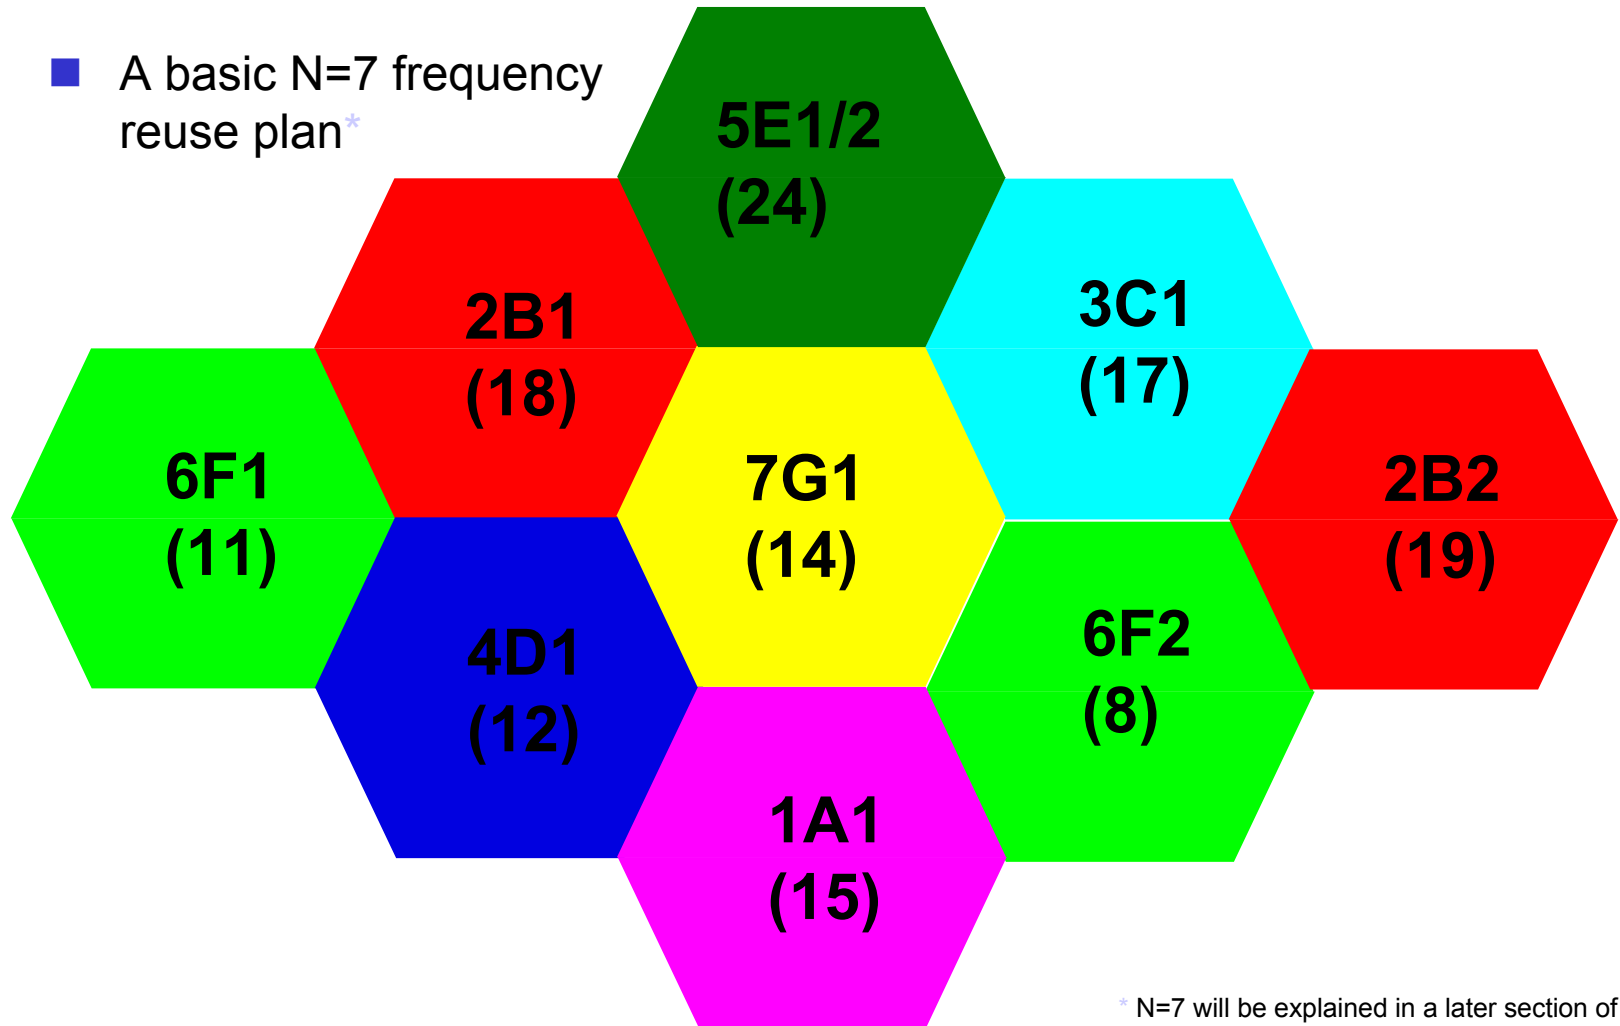 ■ A basic N=7 frequency
reuse plan*
5E1/2
(24)
2B1
(18)
3C1
(17)
6F1
(11)
7G1
(14)
2B2
(19)
4D1
(12)
6F2
(8)
1A1
(15)
* N=7 will be explained in a later section of